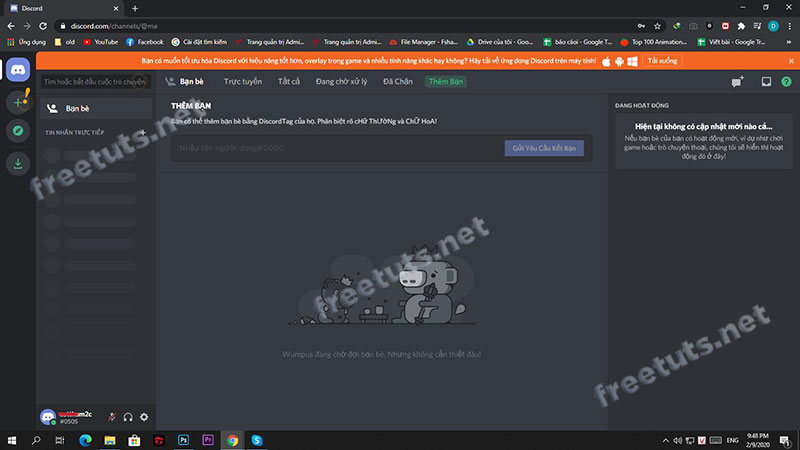 Discord
discord.com/channels/@me
Ứng dụng old YouTube Facebook Cài đặt tìm kiếm Trang quản trị Admi... Trang quản trị Admi... File Manager - Fsha... Drive của tôi - Goo... báo cáoi - Google T... Top 100 Animation... Viết bài - Google Tra...
Bạn có muốn tối ưu hóa Discord với hiệu năng tốt hơn, overlay trong game và nhiều tính năng khác hay không? Hãy tải về ứng dụng Discord trên máy tính! Tải xuống
Tìm hoặc bắt đầu cuộc trò chuyện
Bạn bè Trực tuyến Tất cả Đang chờ xử lý Đã Chặn Thêm Bạn
Bạn bè
TIN NHẮN TRỰC TIẾP
THÊM BẠN
Bạn có thể thêm bạn bè bằng DiscordTag của họ. Phân biệt rõ cHữ ThƯỜNg và ChỮ HoA!
Nhập tên người dùng#0000
Gửi Yêu Cầu Kết Bạn
ĐANG HOẠT ĐỘNG
Hiện tại không có cập nhật mới nào cả...
Nếu bạn bè của bạn có hoạt động mới, ví dụ như chơi
game hoặc trò chuyện thoại, chúng tôi sẽ hiển thị hoạt
động đó ở đây!
freetuts.net
freetuts.net
freetuts.net
Wumpus đang chờ đợi bạn bè. Nhưng không cần thiết đâu!
m2c
#0505
ENG
9:48 PM
2/9/2020